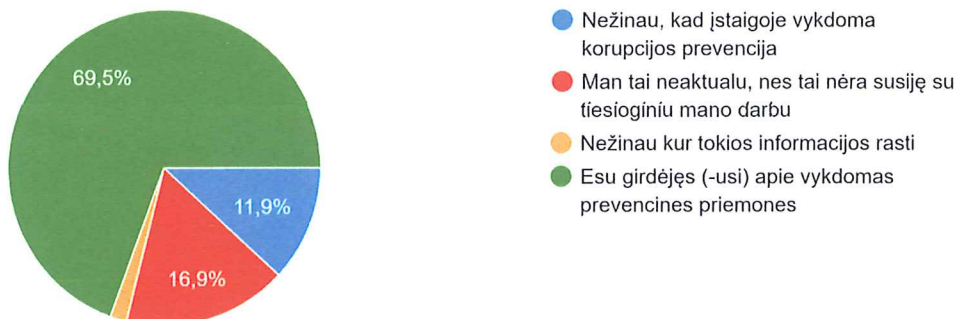 69,5%
11,9%
16,9%
Nežinau, kad įstaigoje vykdoma
korupcijos prevencija
Man tai neaktualu, nes tai nėra susiję su
tiesioginiu mano darbu
Nežinau kur tokios informacijos rasti
Esu girdėjęs (-usi) apie vykdomas
prevencines priemones